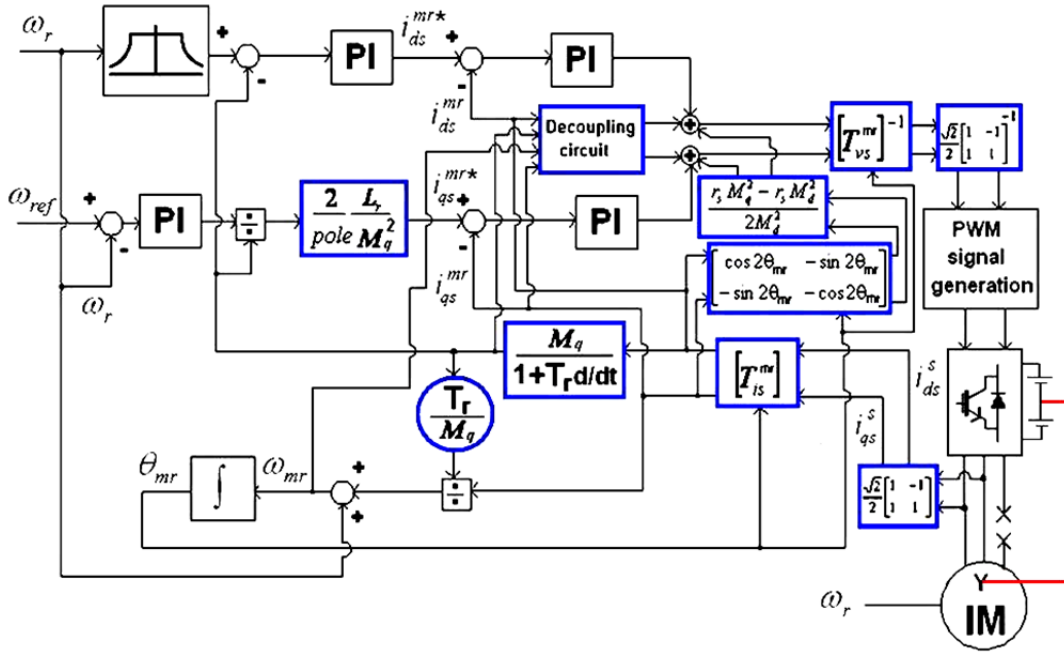 ω_r
+
-
PI
i_ds^mr*
+
-
i_ds^mr
PI
Decoupling
circuit
[T_vs^mr]^-1
√2/2 [1 -1
1 1]^-1
ω_ref
+
-
ω_r
PI
÷
2/pole L_r/M_q^2
i_qs^mr*
+
-
i_qs^mr
PI
r_s M_q^2 - r_s M_d^2
2M_d^2
PWM
signal
generation
cos 2θ_mr -sin 2θ_mr
-sin 2θ_mr -cos 2θ_mr
M_q
1+T_r d/dt
[T_is^mr]
i_ds^s
i_qs^s
T_r
M_q
θ_mr
∫
ω_mr
+
+
÷
√2/2 [1 -1
1 1]
ω_r
Y
IM